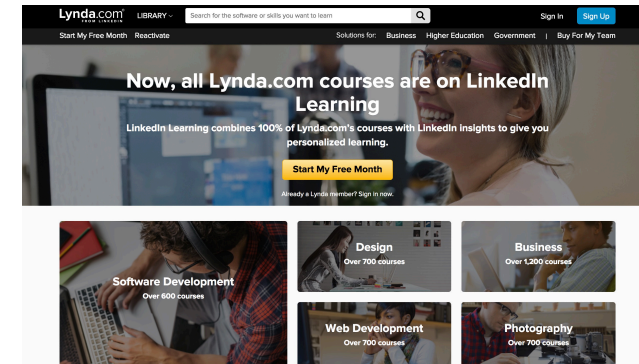 Lynda.com®
FROM LINKEDIN
LIBRARY
Search for the software or skills you want to learn
Sign In
Sign Up
Start My Free Month
Reactivate
Solutions for:
Business
Higher Education
Government
|
Buy For My Team
Now, all Lynda.com courses are on LinkedIn
Learning
LinkedIn Learning combines 100% of Lynda.com's courses with LinkedIn insights to give you
personalized learning.
Start My Free Month
Already a Lynda member? Sign in now.
Software Development
Over 600 courses
Design
Over 700 courses
Business
Over 1,200 courses
Web Development
Over 700 courses
Photography
Over 700 courses